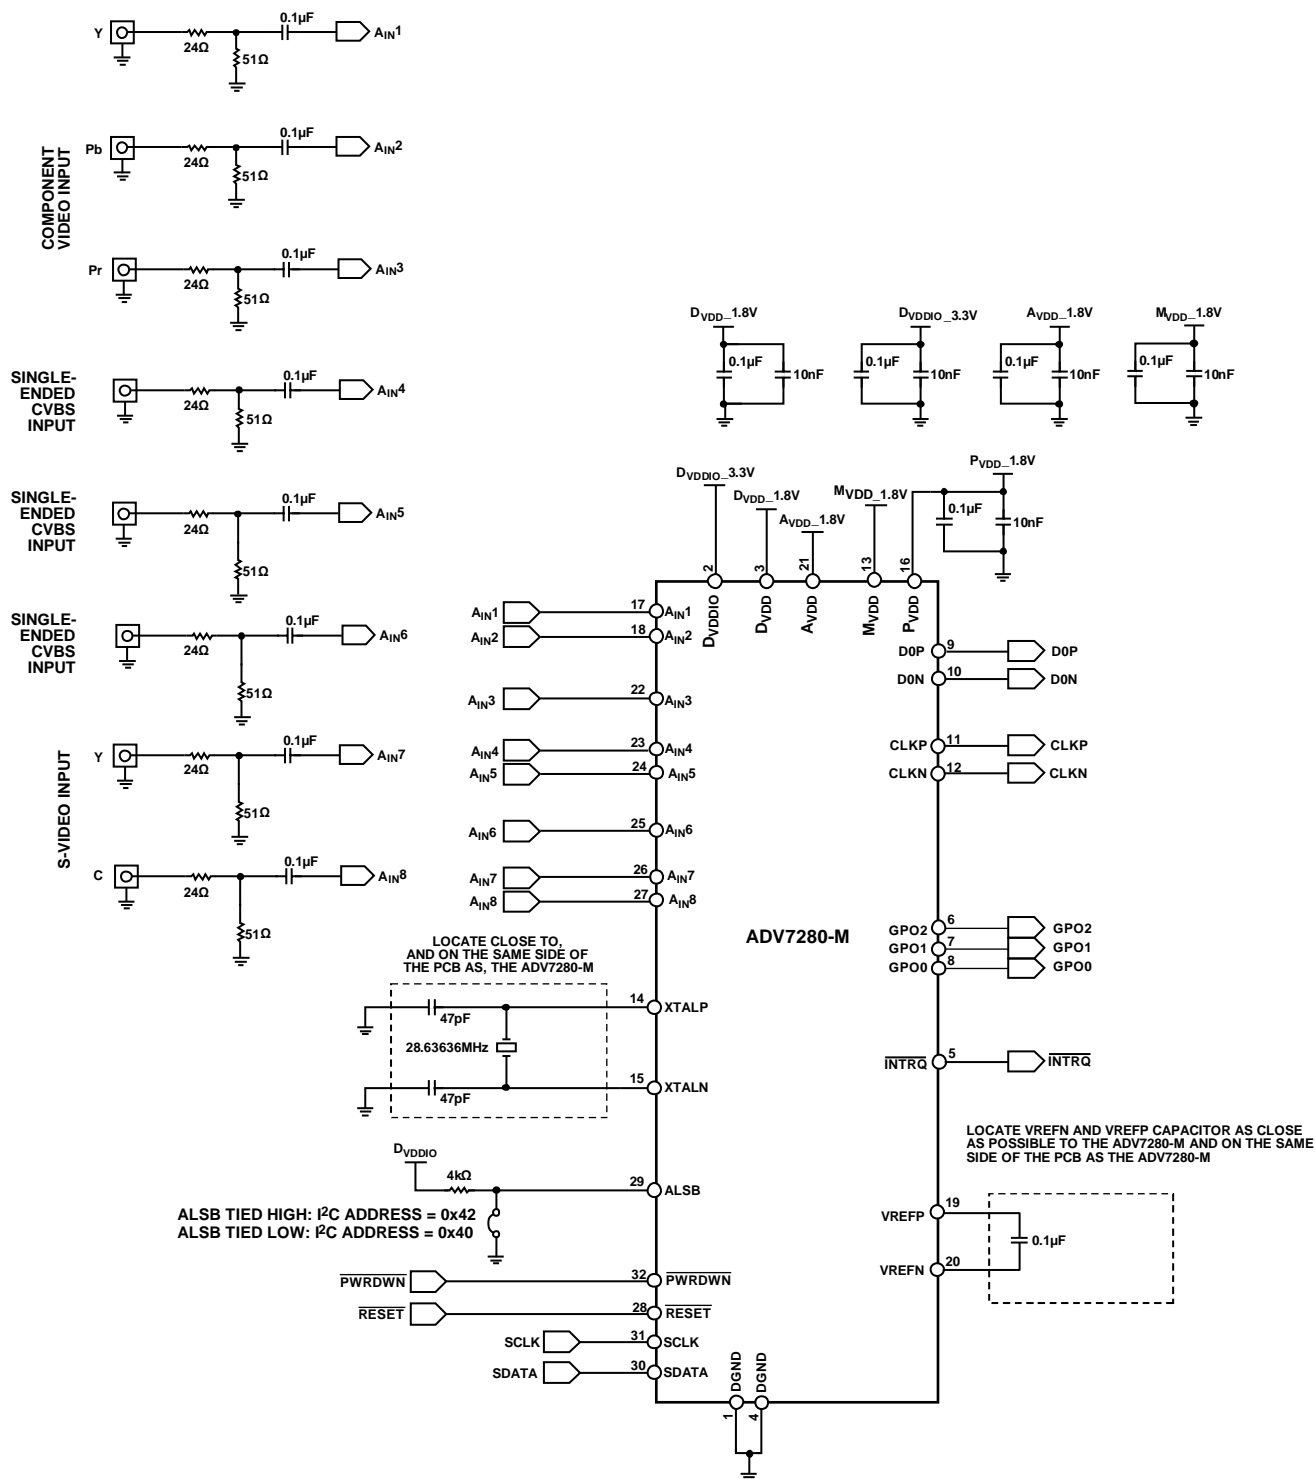 Y
24Ω
51Ω
0.1µF
AIN1
COMPONENT
VIDEO INPUT
Pb
24Ω
51Ω
0.1µF
AIN2
Pr
24Ω
51Ω
0.1µF
AIN3
SINGLE-
ENDED
CVBS
INPUT
24Ω
51Ω
0.1µF
AIN4
SINGLE-
ENDED
CVBS
INPUT
24Ω
51Ω
0.1µF
AIN5
SINGLE-
ENDED
CVBS
INPUT
24Ω
51Ω
0.1µF
AIN6
S-VIDEO INPUT
Y
24Ω
51Ω
0.1µF
AIN7
C
24Ω
51Ω
0.1µF
AIN8
DVDD_1.8V
0.1µF
10nF
DVDDIO_3.3V
0.1µF
10nF
AVDD_1.8V
0.1µF
10nF
MVDD_1.8V
0.1µF
10nF
DVDDIO_3.3V
DVDD_1.8V
AVDD_1.8V
MVDD_1.8V
PVDD_1.8V
0.1µF
10nF
2
3
21
13
16
DVDDIO
DVDD
AVDD
MVDD
PVDD
AIN1 17 AIN1
AIN2 18 AIN2
AIN3 22 AIN3
AIN4 23 AIN4
AIN5 24 AIN5
AIN6 25 AIN6
AIN7 26 AIN7
AIN8 27 AIN8
D0P 9 D0P
D0N 10 D0N
CLKP 11 CLKP
CLKN 12 CLKN
ADV7280-M
GPO2 6 GPO2
GPO1 7 GPO1
GPO0 8 GPO0
INTRQ 5 INTRQ
LOCATE CLOSE TO,
AND ON THE SAME SIDE OF
THE PCB AS, THE ADV7280-M
47pF
28.63636MHz
47pF
14 XTALP
15 XTALN
LOCATE VREFN AND VREFP CAPACITOR AS CLOSE
AS POSSIBLE TO THE ADV7280-M AND ON THE SAME
SIDE OF THE PCB AS THE ADV7280-M
VREFP 19
0.1µF
VREFN 20
DVDDIO
4kΩ
29 ALSB
ALSB TIED HIGH: I2C ADDRESS = 0x42
ALSB TIED LOW: I2C ADDRESS = 0x40
PWRDWN 32 PWRDWN
RESET 28 RESET
SCLK 31 SCLK
SDATA 30 SDATA
DGND
DGND
1
4